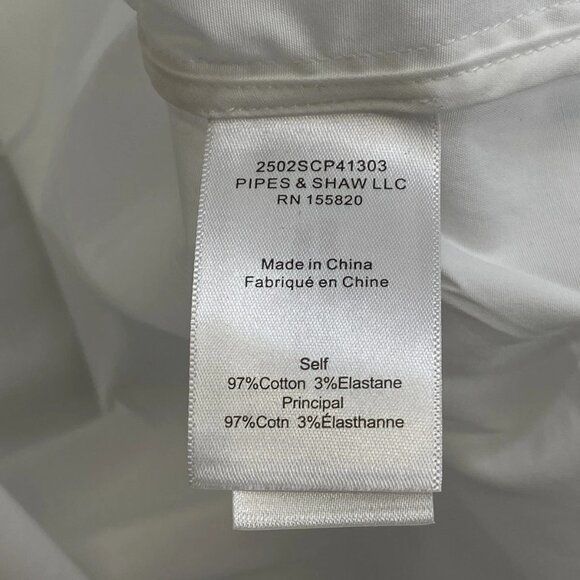 2502SCP41303
PIPES & SHAW LLC
RN 155820
Made in China
Fabriqué en Chine
Self
97%Cotton 3%Elastane
Principal
97%Cotn 3%Élasthanne